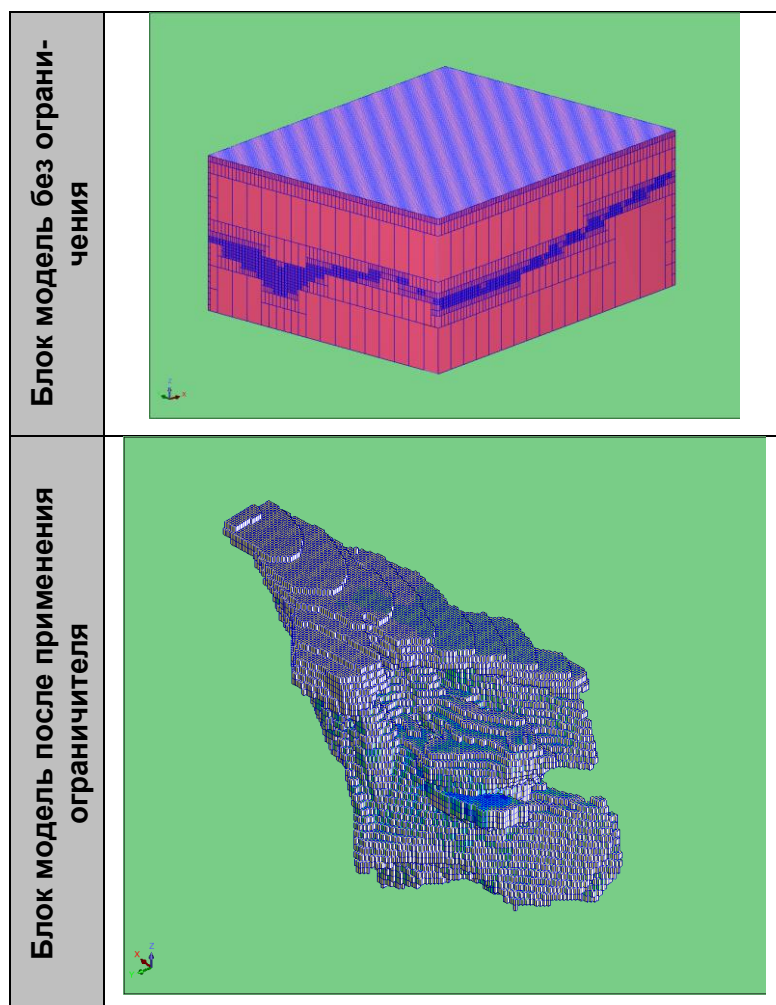 Блок модель без ограни-
чения
Z
X
Блок модель после применения
ограничителя
Z
X
Y